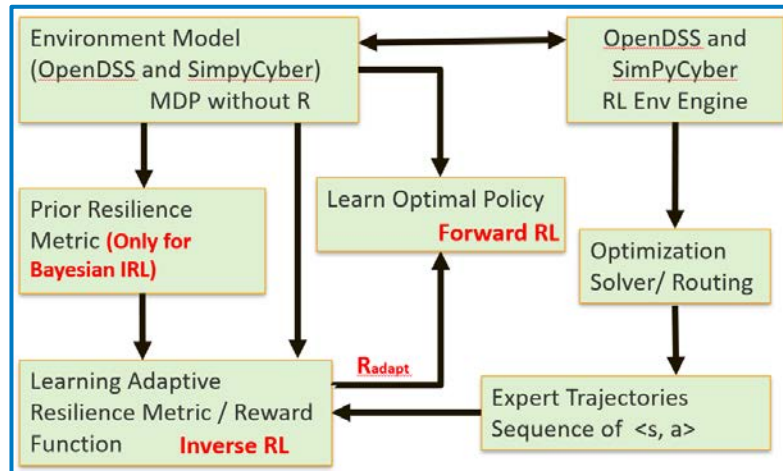 Environment Model
(OpenDSS and SimpyCyber)
MDP without R
OpenDSS and
SimPyCyber
RL Env Engine
Prior Resilience
Metric (Only for
Bayesian IRL)
Learn Optimal Policy
Forward RL
Optimization
Solver/ Routing
Radapt
Learning Adaptive
Resilience Metric / Reward
Function Inverse RL
Expert Trajectories
Sequence of <s, a>